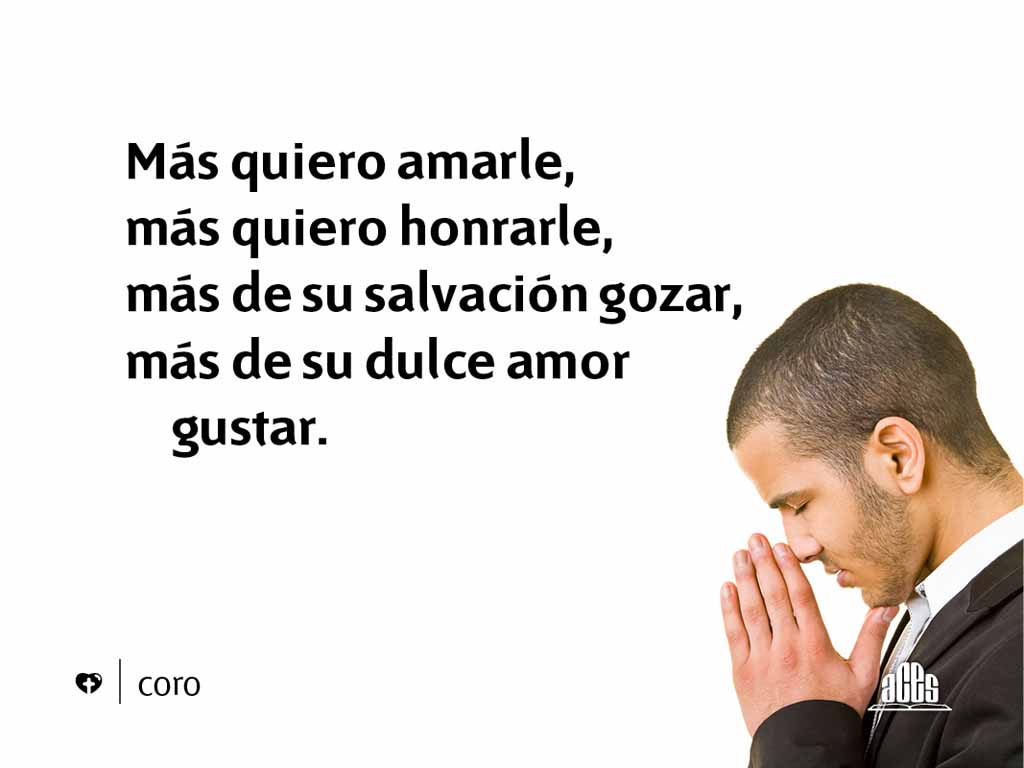 Más quiero amarle,
más quiero honrarle,
más de su salvación gozar,
más de su dulce amor
gustar.
coro
aces